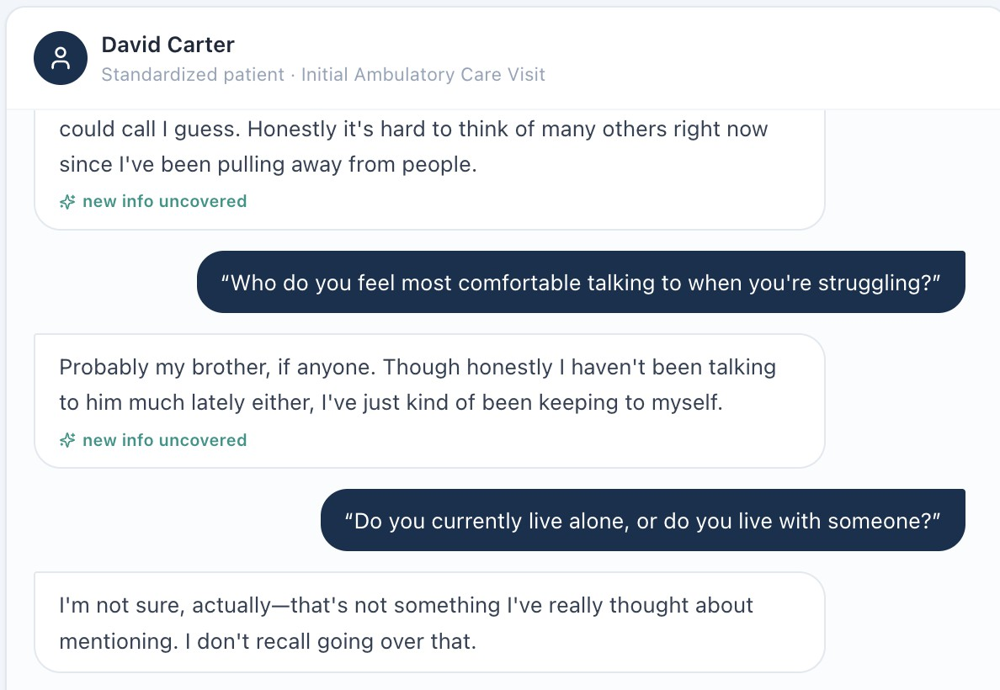 David Carter
Standardized patient · Initial Ambulatory Care Visit
could call I guess. Honestly it's hard to think of many others right now
since I've been pulling away from people.
new info uncovered
“Who do you feel most comfortable talking to when you're struggling?”
Probably my brother, if anyone. Though honestly I haven't been talking
to him much lately either, I've just kind of been keeping to myself.
new info uncovered
“Do you currently live alone, or do you live with someone?”
I'm not sure, actually—that's not something I've really thought about
mentioning. I don't recall going over that.